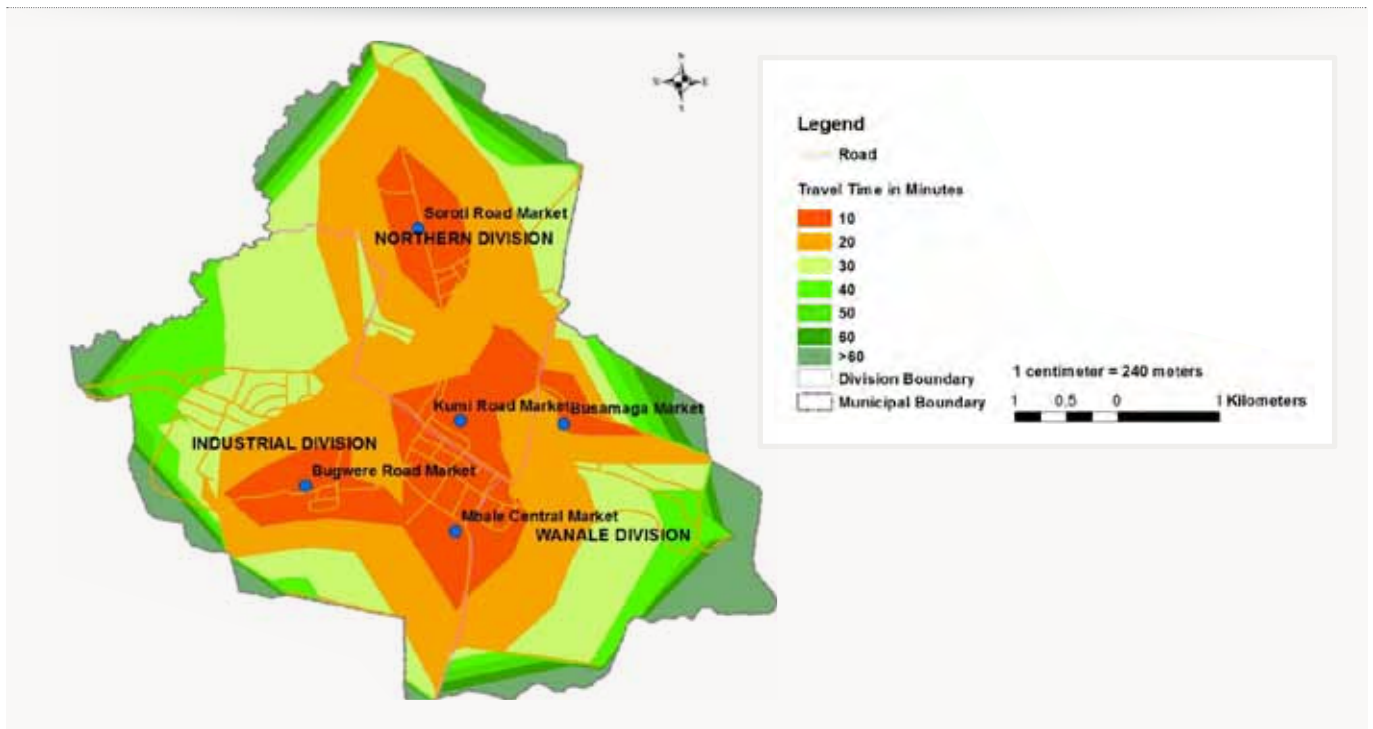 N
E
S
Soroti Road Market
NORTHERN DIVISION
Kumi Road Market
Busamaga Market
INDUSTRIAL DIVISION
Bugwere Road Market
Mbale Central Market
WANALE DIVISION
Legend
Road
Travel Time in Minutes
10
20
30
40
50
60
>60
Division Boundary
Municipal Boundary
1 centimeter = 240 meters
1 0,5 0 1 Kilometers